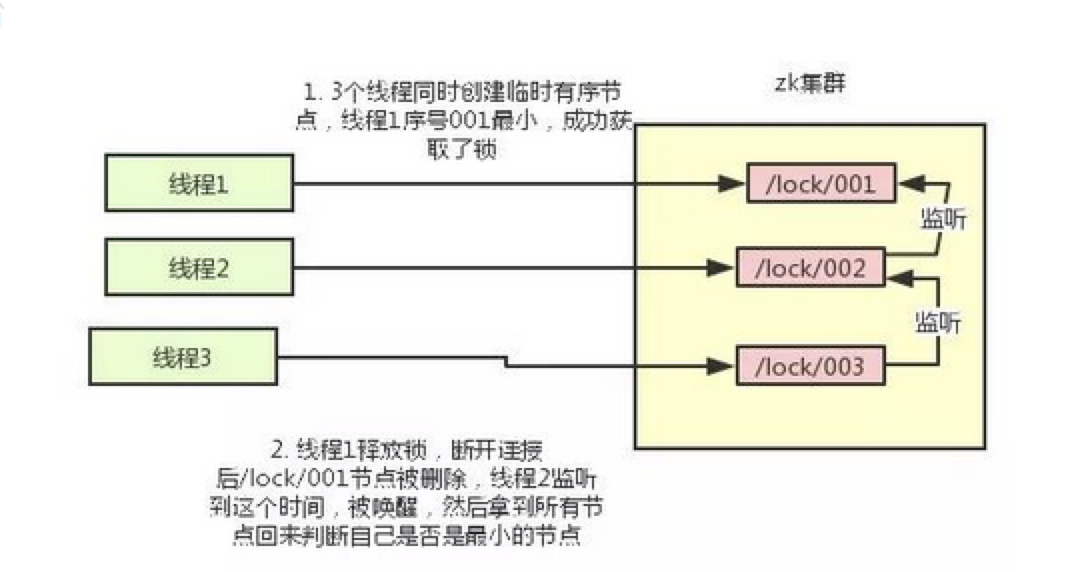 1. 3个线程同时创建临时有序节
点，线程1序号001最小，成功获
取了锁
zk集群
线程1
/lock/001
监听
线程2
/lock/002
监听
线程3
/lock/003
2. 线程1释放锁，断开连接
后/lock/001节点被删除，线程2监听
到这个时间，被唤醒，然后拿到所有节
点回来判断自己是否是最小的节点